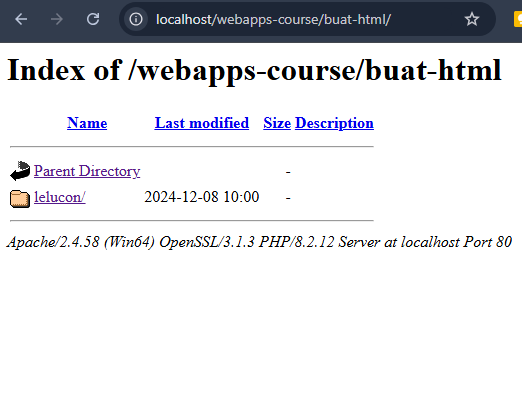 localhost/webapps-course/buat-html/
Index of /webapps-course/buat-html
Name Last modified Size Description
Parent Directory -
lelucon/ 2024-12-08 10:00 -
Apache/2.4.58 (Win64) OpenSSL/3.1.3 PHP/8.2.12 Server at localhost Port 80